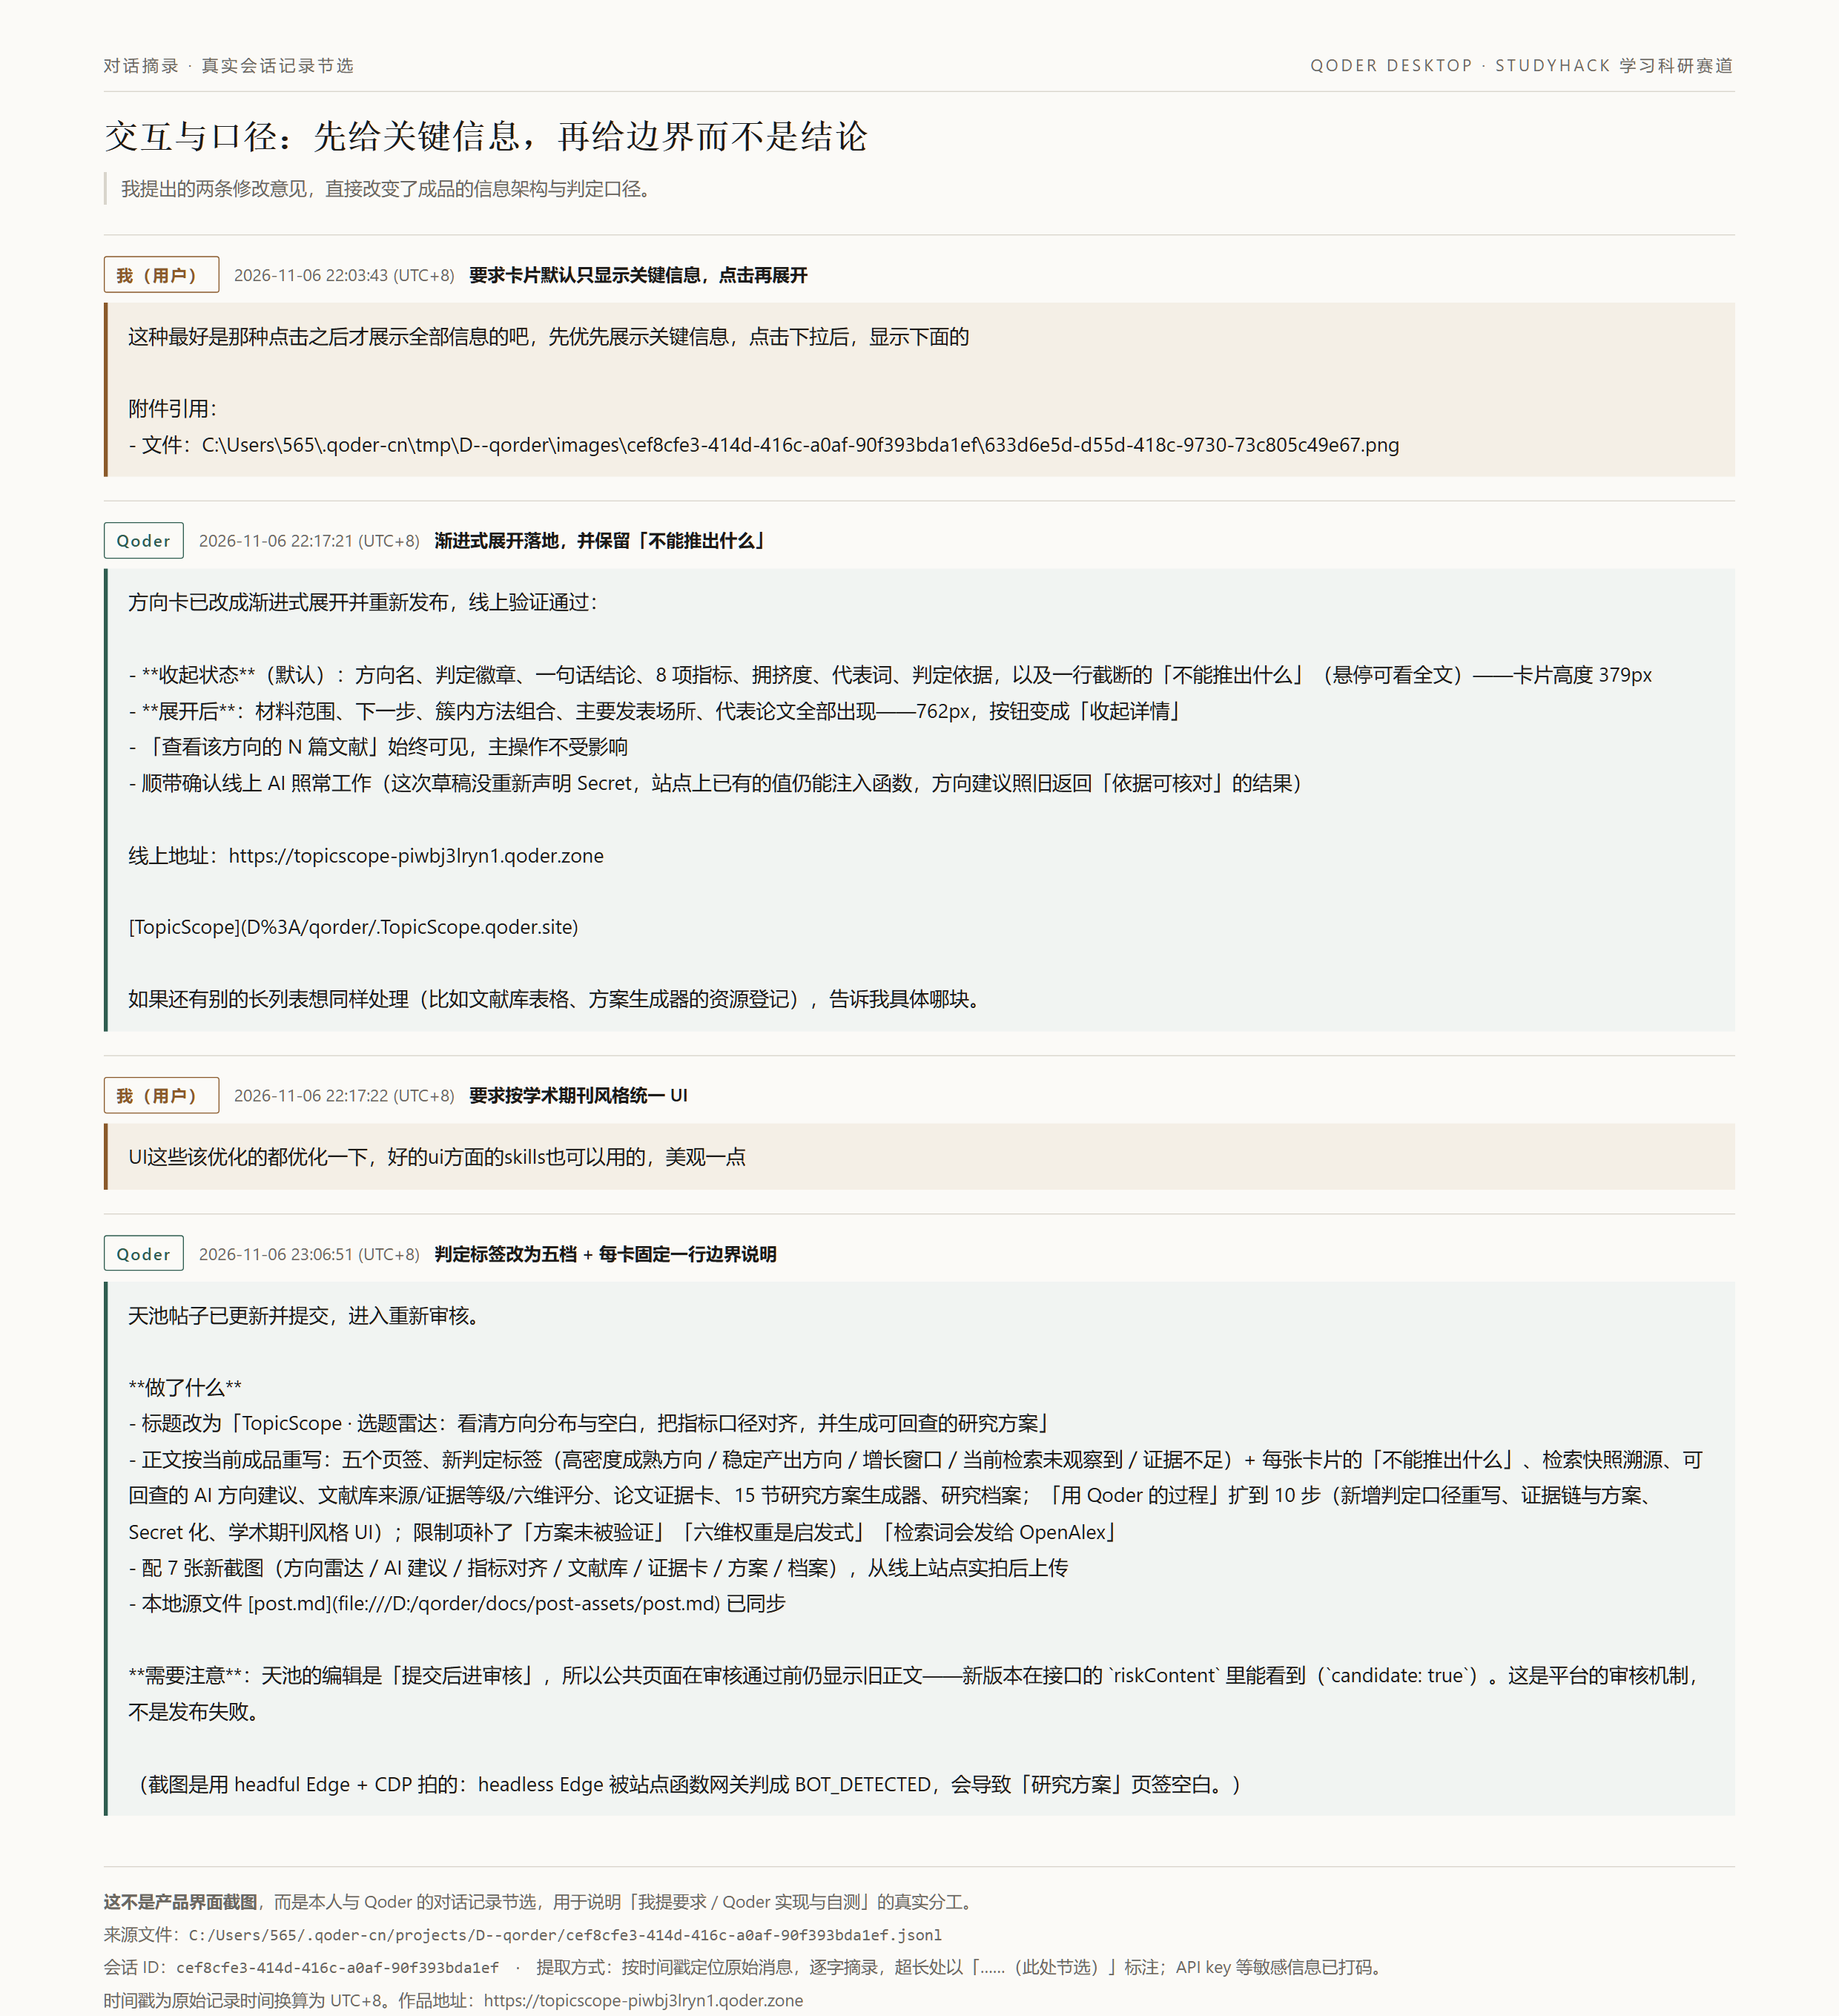 对话摘录 · 真实会话记录节选
QODER DESKTOP · STUDYHACK 学习科研赛道
交互与口径：先给关键信息，再给边界而不是结论
我提出的两条修改意见，直接改变了成品的信息架构与判定口径。
我（用户） 2026-11-06 22:03:43 (UTC+8) 要求卡片默认只显示关键信息，点击再展开
这种最好是那种点击之后才展示全部信息的吧，先优先展示关键信息，点击下拉后，显示下面的
附件引用：
- 文件：C:\Users\565\.qoder-cn\tmp\D--qorder\images\cef8cfe3-414d-416c-a0af-90f393bda1ef\633d6e5d-d55d-418c-9730-73c805c49e67.png
Qoder 2026-11-06 22:17:21 (UTC+8) 渐进式展开落地，并保留「不能推出什么」
方向卡已改成渐进式展开并重新发布，线上验证通过：
- **收起状态**（默认）：方向名、判定徽章、一句话结论、8 项指标、拥挤度、代表词、判定依据，以及一行截断的「不能推出什么」（悬停可看全文）——卡片高度 379px
- **展开后**：材料范围、下一步、簇内方法组合、主要发表场所、代表论文全部出现——762px，按钮变成「收起详情」
- 「查看该方向的 N 篇文献」始终可见，主操作不受影响
- 顺带确认线上 AI 照常工作（这次草稿没重新声明 Secret，站点上已有的值仍能注入函数，方向建议照旧返回「依据可核对」的结果）
线上地址：https://topicscope-piwbj3lryn1.qoder.zone
[TopicScope](D%3A/qorder/.TopicScope.qoder.site)
如果还有别的长列表想同样处理（比如文献库表格、方案生成器的资源登记），告诉我具体哪块。
我（用户） 2026-11-06 22:17:22 (UTC+8) 要求按学术期刊风格统一 UI
UI这些该优化的都优化一下，好的ui方面的skills也可以用的，美观一点
Qoder 2026-11-06 23:06:51 (UTC+8) 判定标签改为五档 + 每卡固定一行边界说明
天池帖子已更新并提交，进入重新审核。
**做了什么**
- 标题改为「TopicScope · 选题雷达：看清方向分布与空白，把指标口径对齐，并生成可回查的研究方案」
- 正文按当前成品重写：五个页签、新判定标签（高密度成熟方向 / 稳定产出方向 / 增长窗口 / 当前检索未观察到 / 证据不足）+ 每张卡片的「不能推出什么」、检索快照溯源、可
回查的 AI 方向建议、文献库来源/证据等级/六维评分、论文证据卡、15 节研究方案生成器、研究档案；「用 Qoder 的过程」扩到 10 步（新增判定口径重写、证据链与方案、
Secret 化、学术期刊风格 UI）；限制项补了「方案未被验证」「六维权重是启发式」「检索词会发给 OpenAlex」
- 配 7 张新截图（方向雷达 / AI 建议 / 指标对齐 / 文献库 / 证据卡 / 方案 / 档案），从线上站点实拍后上传
- 本地源文件 [post.md](file:///D:/qorder/docs/post-assets/post.md) 已同步
**需要注意**：天池的编辑是「提交后进审核」，所以公共页面在审核通过前仍显示旧正文——新版本在接口的 `riskContent` 里能看到（`candidate: true`）。这是平台的审核机制，
不是发布失败。
（截图是用 headful Edge + CDP 拍的：headless Edge 被站点函数网关判成 BOT_DETECTED，会导致「研究方案」页签空白。）
这不是产品界面截图，而是本人与 Qoder 的对话记录节选，用于说明「我提要求 / Qoder 实现与自测」的真实分工。
来源文件：C:/Users/565/.qoder-cn/projects/D--qorder/cef8cfe3-414d-416c-a0af-90f393bda1ef.jsonl
会话 ID：cef8cfe3-414d-416c-a0af-90f393bda1ef · 提取方式：按时间戳定位原始消息，逐字摘录，超长处以「……（此处节选）」标注；API key 等敏感信息已打码。
时间戳为原始记录时间换算为 UTC+8。作品地址：https://topicscope-piwbj3lryn1.qoder.zone